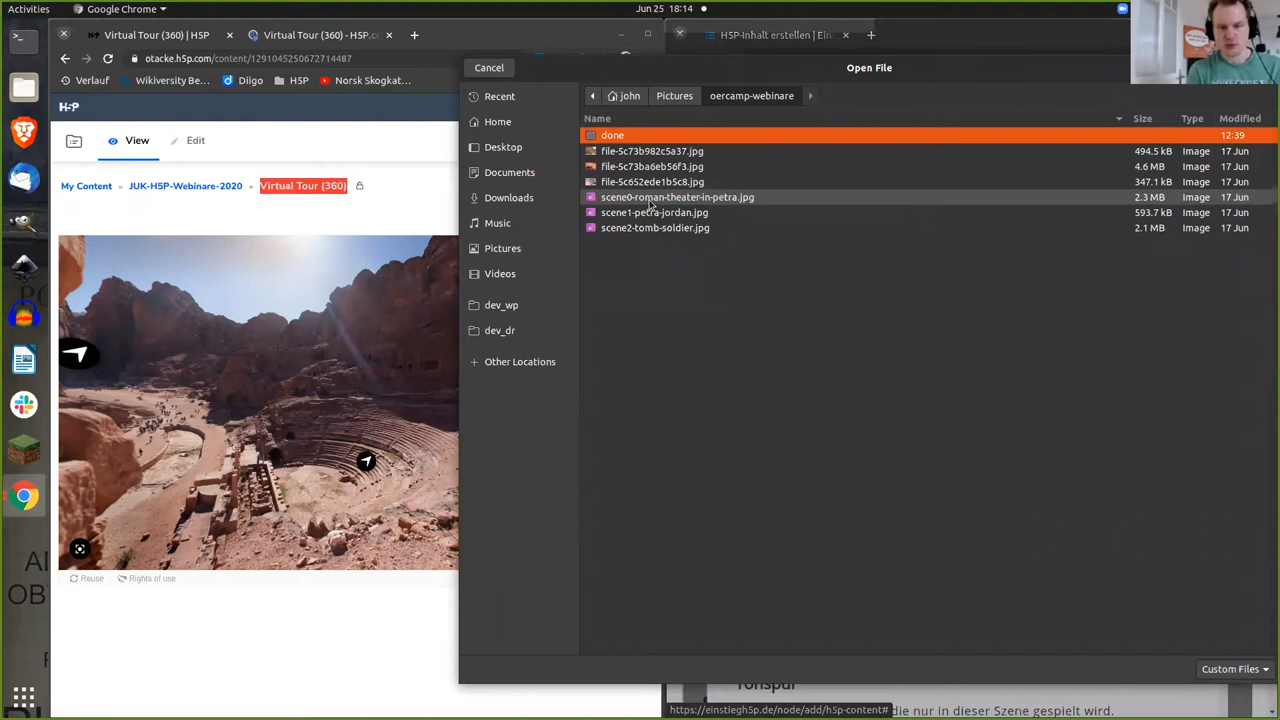 Activities
Google Chrome
Jun 25 18:14
Virtual Tour (360) | H5P
Virtual Tour (360) - H5P.c
H5P-Inhalt erstellen | Ein
otacke.h5p.com/content/1291045250672714487
Verlauf
Wikiversity Be...
Diigo
H5P
Norsk Skogkat...
H5P
View
Edit
My Content » JUK-H5P-Webinare-2020 » Virtual Tour (360)
Reuse
Rights of use
Cancel
Open File
Recent
Home
Desktop
Documents
Downloads
Music
Pictures
Videos
dev_wp
dev_dr
Other Locations
john
Pictures
oercamp-webinare
Name Size Type Modified
done 12:39
file-5c73b982c5a37.jpg 494.5 kB Image 17 Jun
file-5c73ba6eb56f3.jpg 4.6 MB Image 17 Jun
file-5c652ede1b5c8.jpg 347.1 kB Image 17 Jun
scene0-roman-theater-in-petra.jpg 2.3 MB Image 17 Jun
scene1-petra-jordan.jpg 593.7 kB Image 17 Jun
scene2-tomb-soldier.jpg 2.1 MB Image 17 Jun
Custom Files
https://einstiegh5p.de/node/add/h5p-content#
die nur in dieser Szene gespielt wird.
AL
OB